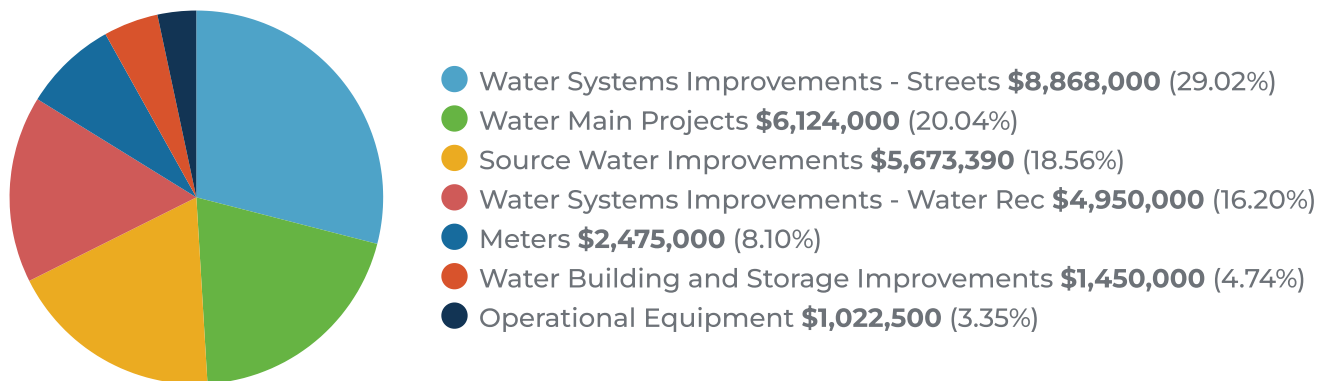 Water Systems Improvements - Streets $8,868,000 (29.02%)
Water Main Projects $6,124,000 (20.04%)
Source Water Improvements $5,673,390 (18.56%)
Water Systems Improvements - Water Rec $4,950,000 (16.20%)
Meters $2,475,000 (8.10%)
Water Building and Storage Improvements $1,450,000 (4.74%)
Operational Equipment $1,022,500 (3.35%)